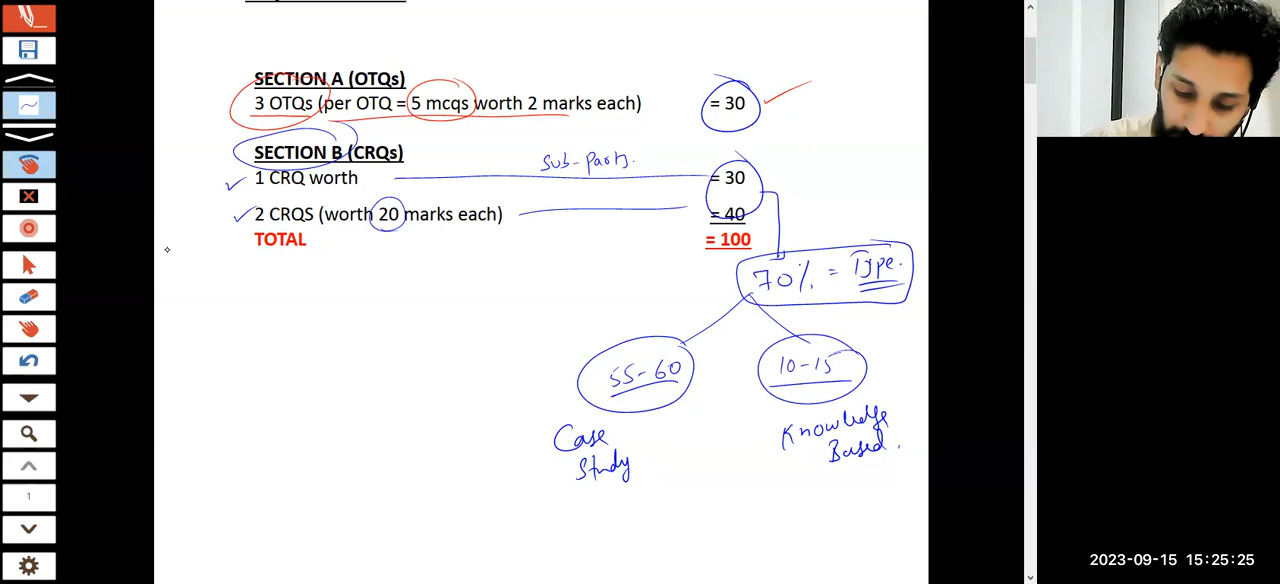 SECTION A (OTQs)
3 OTQs (per OTQ = 5 mcqs worth 2 marks each) = 30
SECTION B (CRQs)
Sub-Parts.
1 CRQ worth = 30
2 CRQS (worth 20 marks each) = 40
TOTAL = 100
70% = Type.
55-60 10-15
Case Study
Knowledge Based.
1
2023-09-15 15:25:25